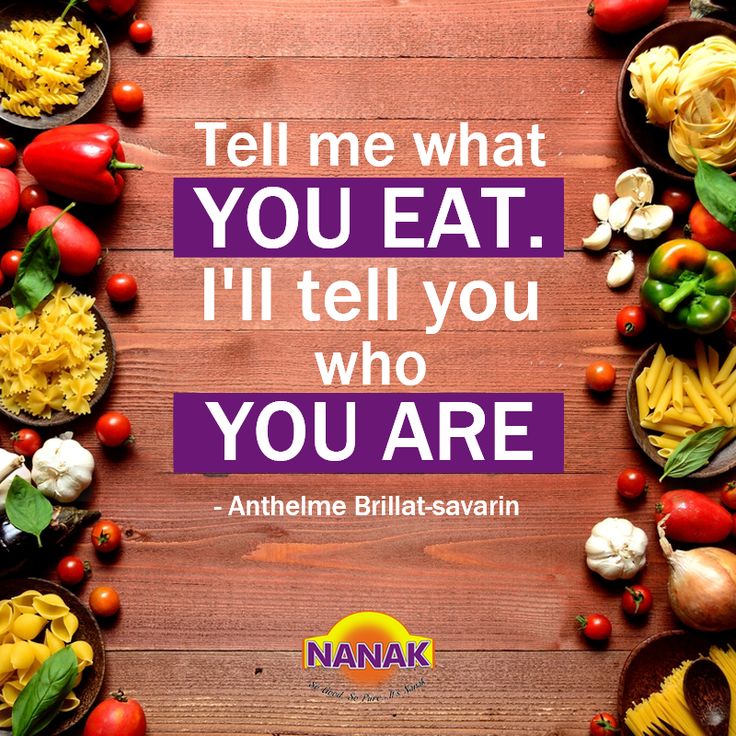 Tell me what
YOU EAT.
I'll tell you
who
YOU ARE
- Anthelme Brillat-savarin
NANAK
So Good So Pure...It's Nanak